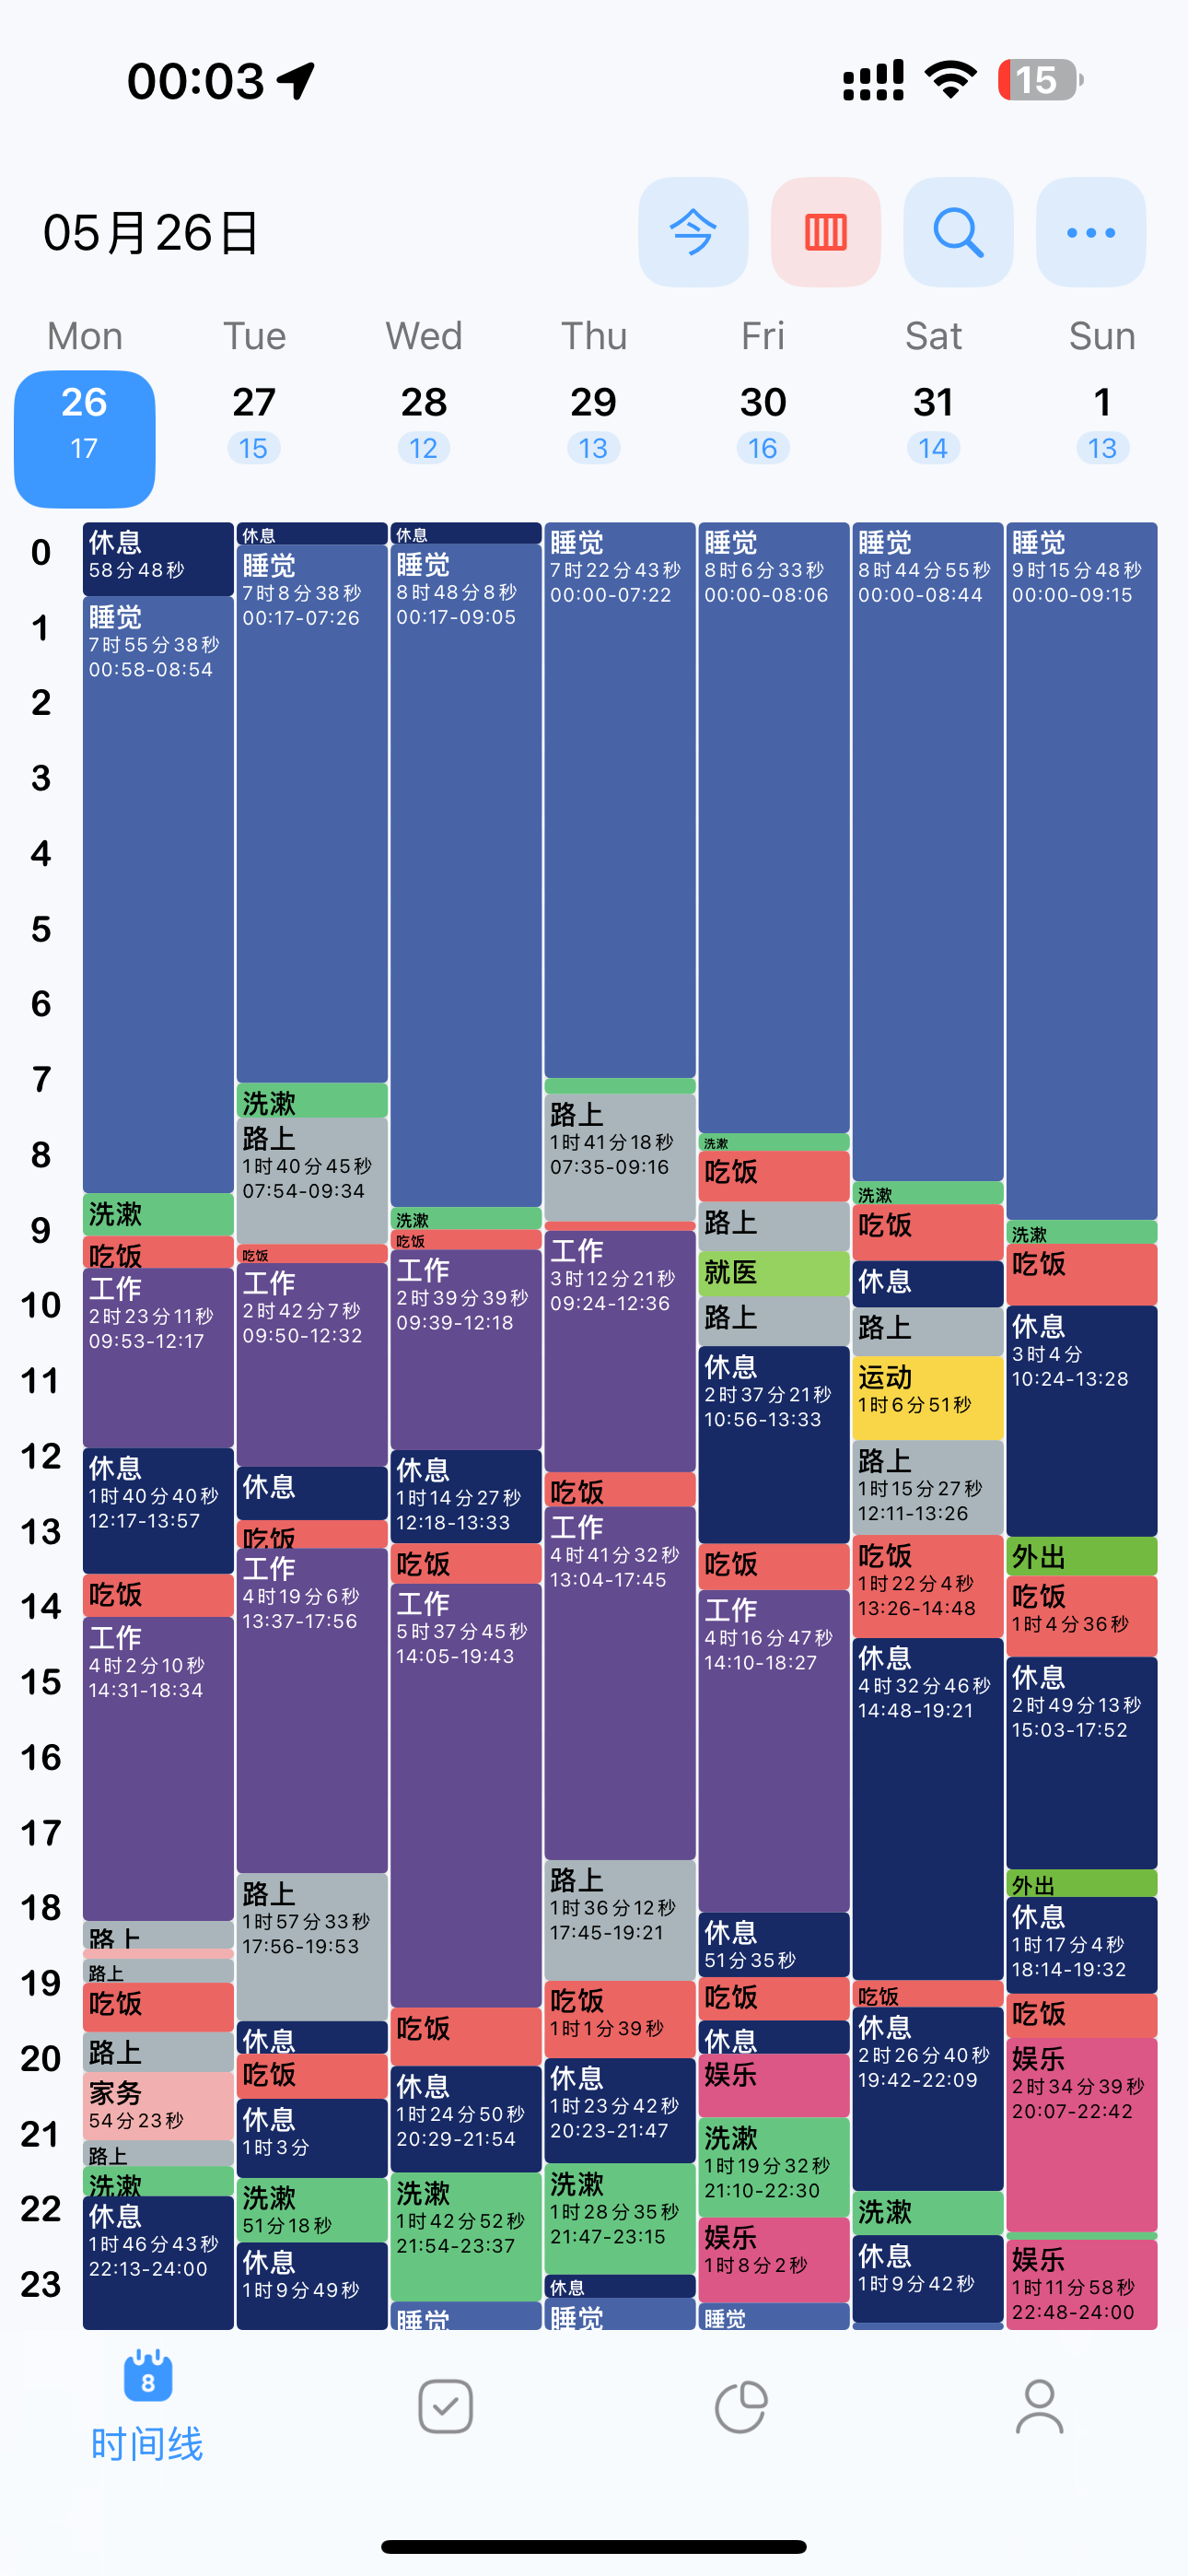 00:03
15
05月26日
今
Mon Tue Wed Thu Fri Sat Sun
26 27 28 29 30 31 1
17 15 12 13 16 14 13
0
1
2
3
4
5
6
7
8
9
10
11
12
13
14
15
16
17
18
19
20
21
22
23
休息
58分48秒
睡觉
7时55分38秒
00:58-08:54
洗漱
吃饭
工作
2时23分11秒
09:53-12:17
休息
1时40分40秒
12:17-13:57
吃饭
工作
4时2分10秒
14:31-18:34
路上
路上
吃饭
路上
家务
54分23秒
路上
洗漱
休息
1时46分43秒
22:13-24:00
休息
睡觉
7时8分38秒
00:17-07:26
洗漱
路上
1时40分45秒
07:54-09:34
吃饭
工作
2时42分7秒
09:50-12:32
休息
吃饭
工作
4时19分6秒
13:37-17:56
路上
1时57分33秒
17:56-19:53
休息
吃饭
休息
1时3分
洗漱
51分18秒
休息
1时9分49秒
休息
睡觉
8时48分8秒
00:17-09:05
洗漱
吃饭
工作
2时39分39秒
09:39-12:18
休息
1时14分27秒
12:18-13:33
吃饭
工作
5时37分45秒
14:05-19:43
吃饭
休息
1时24分50秒
20:29-21:54
洗漱
1时42分52秒
21:54-23:37
睡觉
睡觉
7时22分43秒
00:00-07:22
路上
1时41分18秒
07:35-09:16
工作
3时12分21秒
09:24-12:36
吃饭
工作
4时41分32秒
13:04-17:45
路上
1时36分12秒
17:45-19:21
吃饭
1时1分39秒
休息
1时23分42秒
20:23-21:47
洗漱
1时28分35秒
21:47-23:15
休息
睡觉
睡觉
8时6分33秒
00:00-08:06
洗漱
吃饭
路上
就医
路上
休息
2时37分21秒
10:56-13:33
吃饭
工作
4时16分47秒
14:10-18:27
休息
51分35秒
吃饭
休息
娱乐
洗漱
1时19分32秒
21:10-22:30
娱乐
1时8分2秒
睡觉
睡觉
8时44分55秒
00:00-08:44
洗漱
吃饭
休息
路上
运动
1时6分51秒
路上
1时15分27秒
12:11-13:26
吃饭
1时22分4秒
13:26-14:48
休息
4时32分46秒
14:48-19:21
吃饭
休息
2时26分40秒
19:42-22:09
洗漱
休息
1时9分42秒
睡觉
9时15分48秒
00:00-09:15
洗漱
吃饭
休息
3时4分
10:24-13:28
外出
吃饭
1时4分36秒
休息
2时49分13秒
15:03-17:52
外出
休息
1时17分4秒
18:14-19:32
吃饭
娱乐
2时34分39秒
20:07-22:42
娱乐
1时11分58秒
22:48-24:00
8
时间线